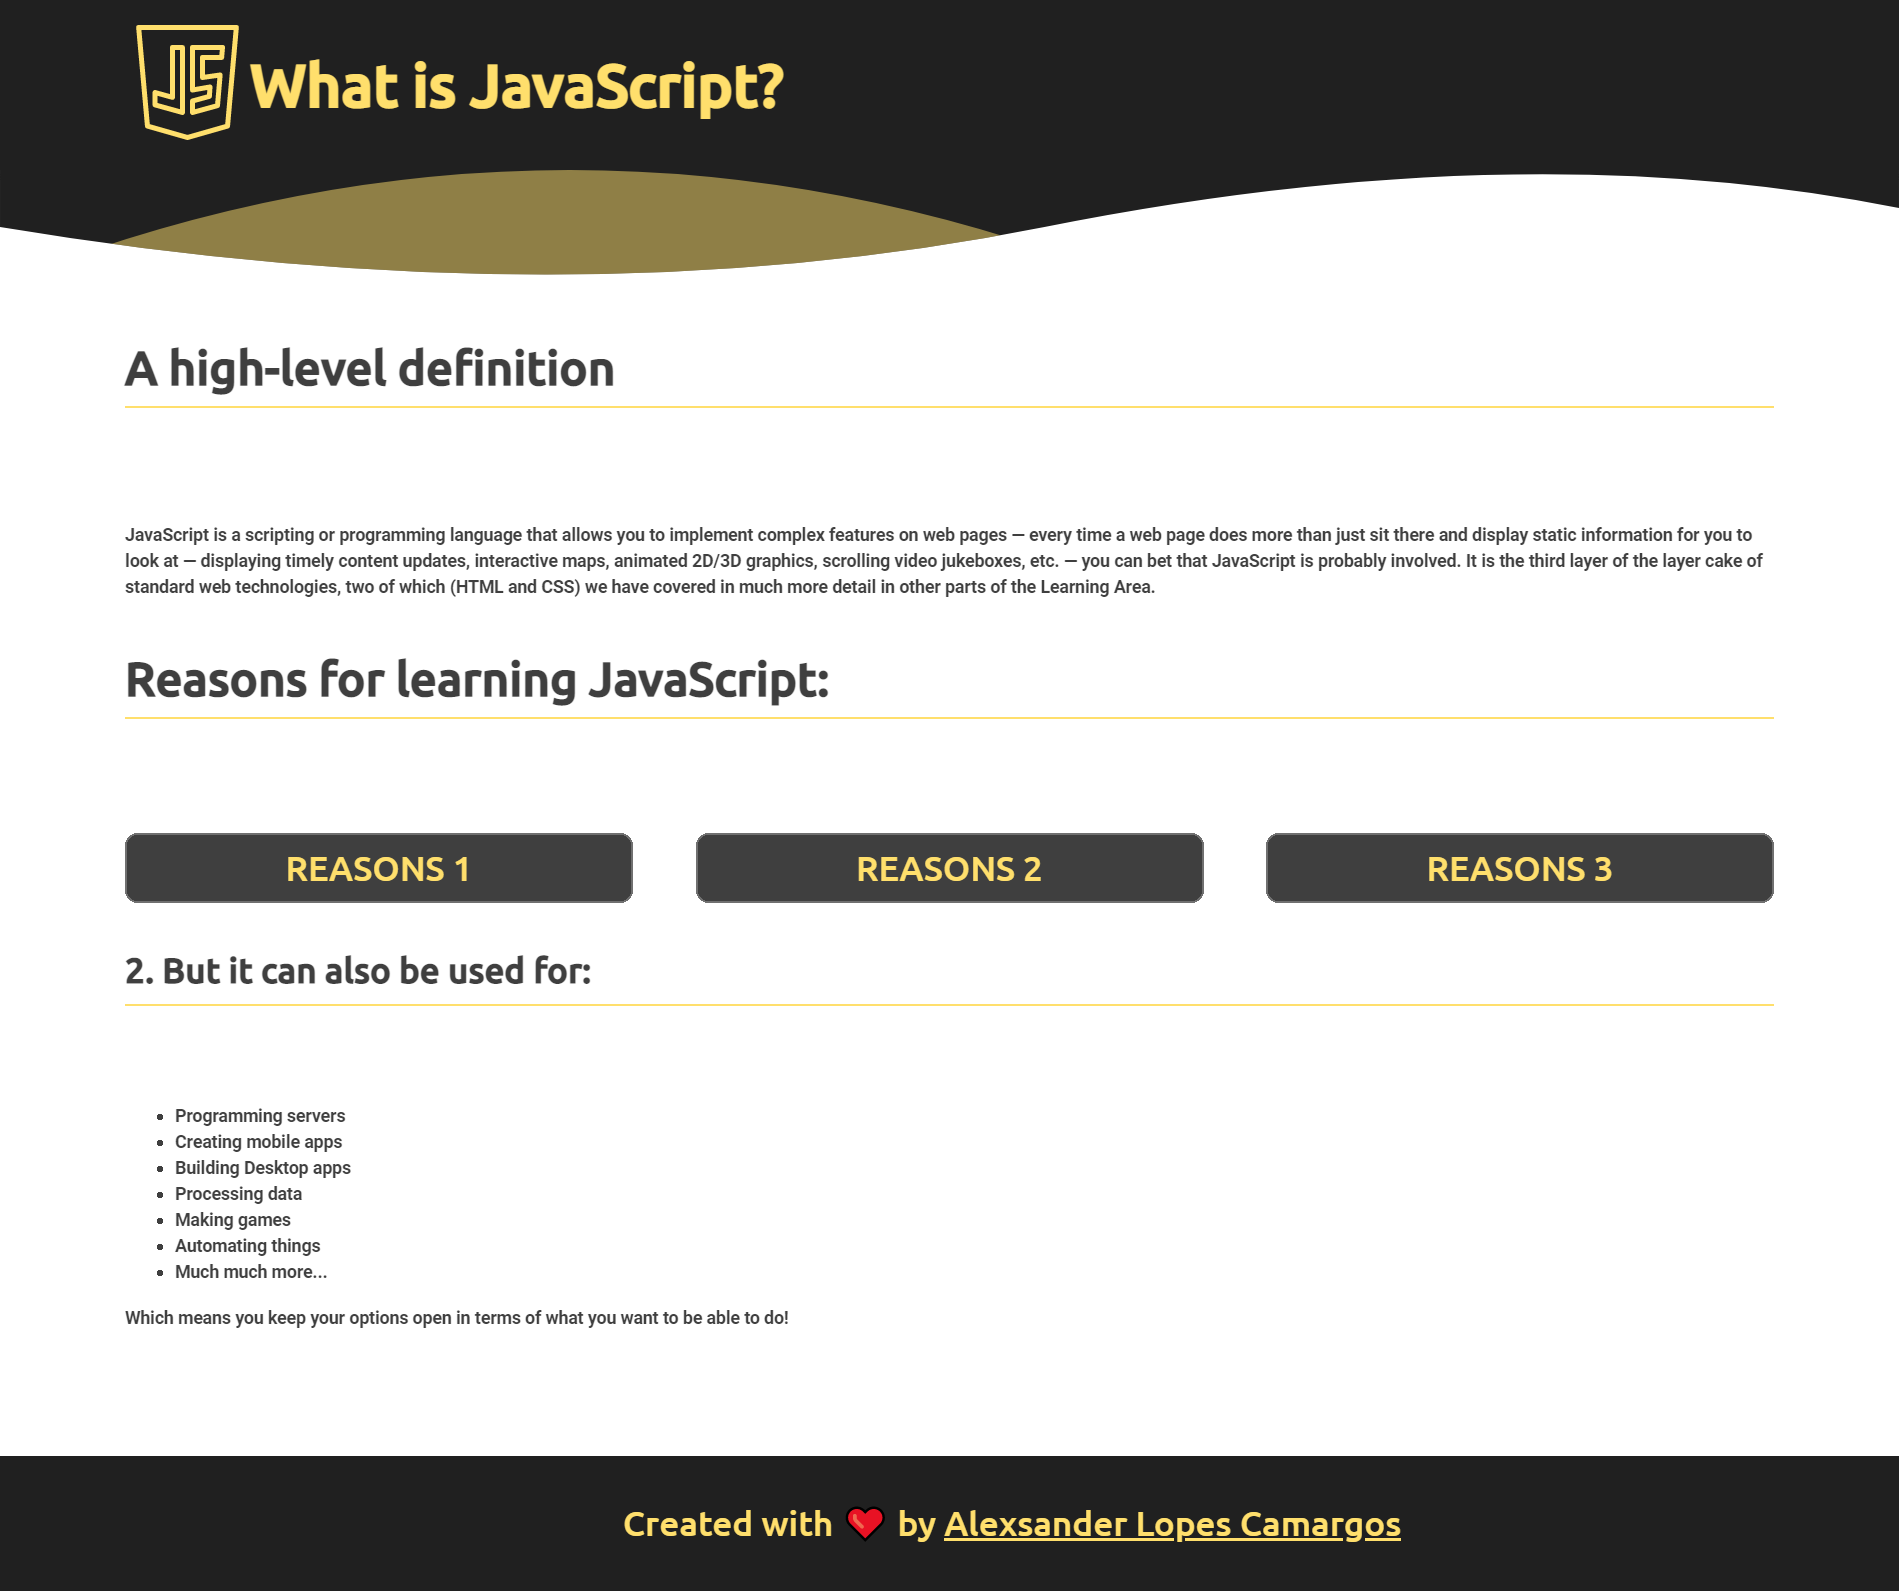 JS
What is JavaScript?
A high-level definition
JavaScript is a scripting or programming language that allows you to implement complex features on web pages — every time a web page does more than just sit there and display static information for you to
look at — displaying timely content updates, interactive maps, animated 2D/3D graphics, scrolling video jukeboxes, etc. — you can bet that JavaScript is probably involved. It is the third layer of the layer cake of
standard web technologies, two of which (HTML and CSS) we have covered in much more detail in other parts of the Learning Area.
Reasons for learning JavaScript:
REASONS 1
REASONS 2
REASONS 3
2. But it can also be used for:
Programming servers
Creating mobile apps
Building Desktop apps
Processing data
Making games
Automating things
Much much more...
Which means you keep your options open in terms of what you want to be able to do!
Created with ❤ by Alexsander Lopes Camargos